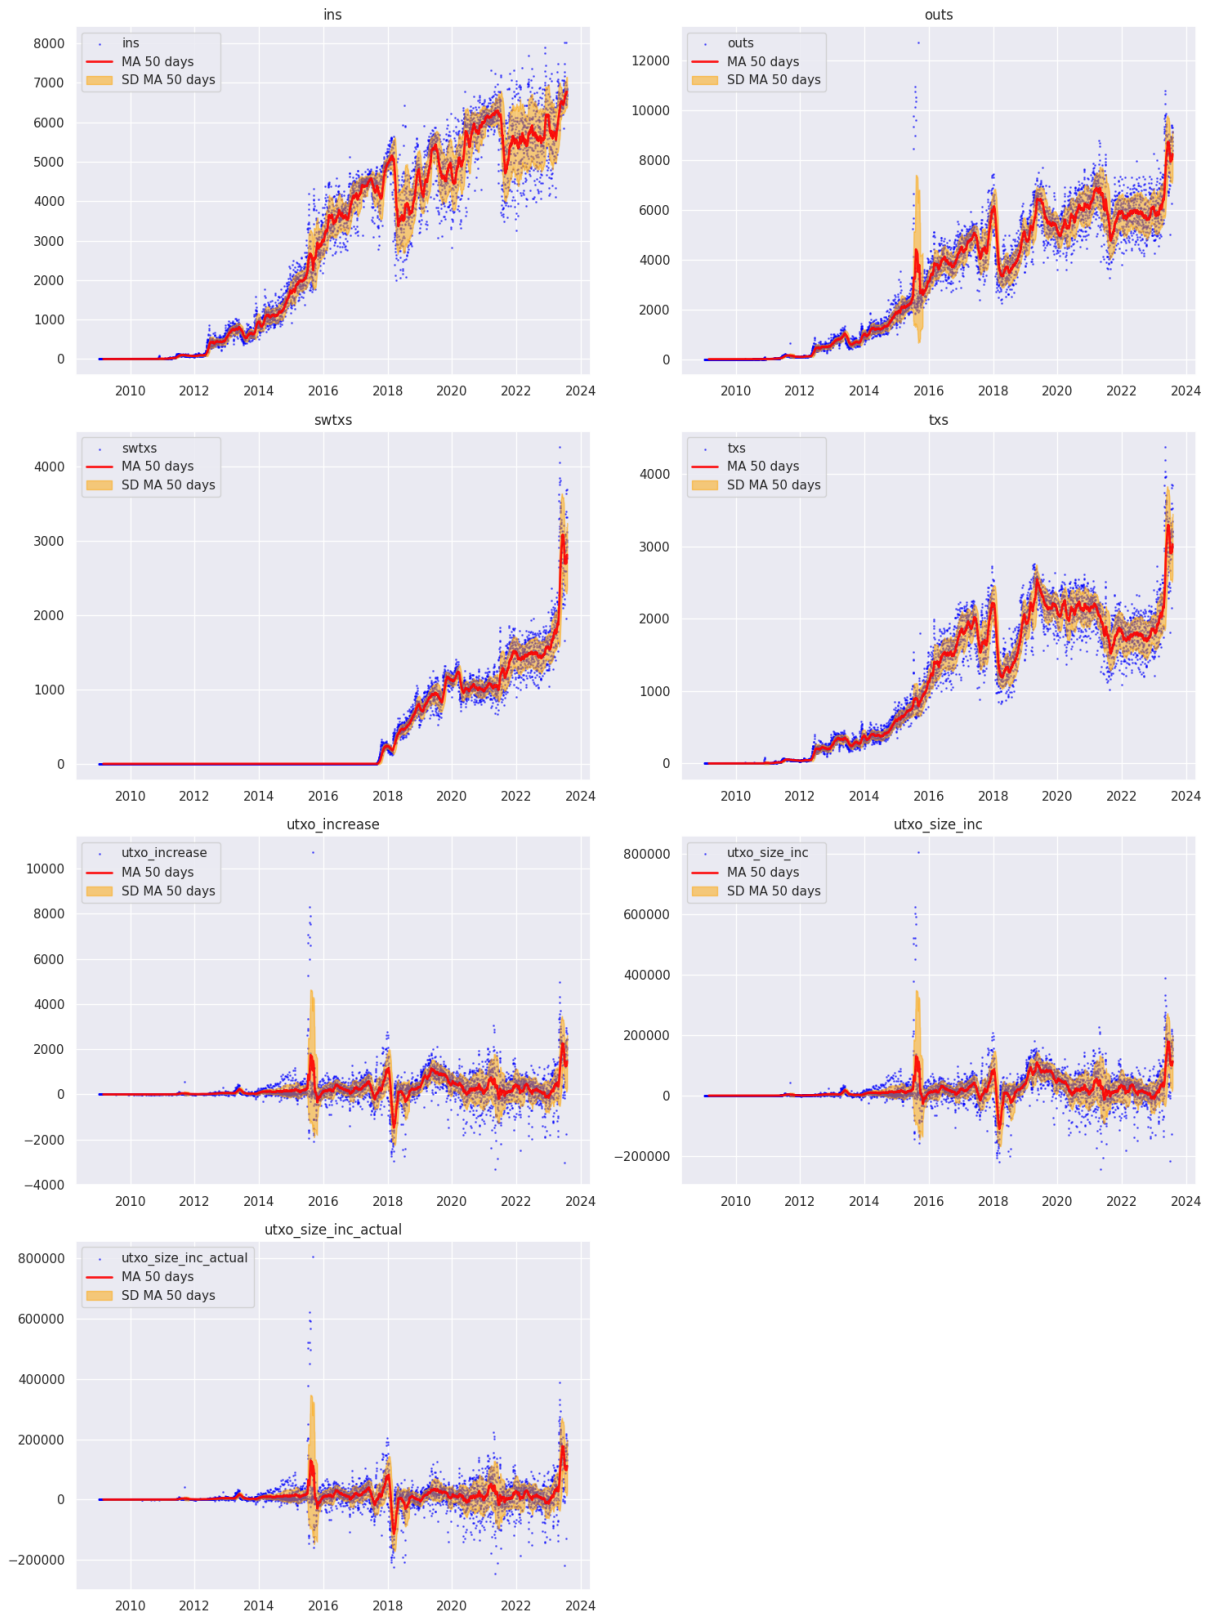 ins
ins
MA 50 days
SD MA 50 days
8000
7000
6000
5000
4000
3000
2000
1000
0
2010 2012 2014 2016 2018 2020 2022 2024
outs
outs
MA 50 days
SD MA 50 days
12000
10000
8000
6000
4000
2000
0
2010 2012 2014 2016 2018 2020 2022 2024
swtxs
swtxs
MA 50 days
SD MA 50 days
4000
3000
2000
1000
0
2010 2012 2014 2016 2018 2020 2022 2024
txs
txs
MA 50 days
SD MA 50 days
4000
3000
2000
1000
0
2010 2012 2014 2016 2018 2020 2022 2024
utxo_increase
utxo_increase
MA 50 days
SD MA 50 days
10000
8000
6000
4000
2000
0
−2000
−4000
2010 2012 2014 2016 2018 2020 2022 2024
utxo_size_inc
utxo_size_inc
MA 50 days
SD MA 50 days
800000
600000
400000
200000
0
−200000
2010 2012 2014 2016 2018 2020 2022 2024
utxo_size_inc_actual
utxo_size_inc_actual
MA 50 days
SD MA 50 days
800000
600000
400000
200000
0
−200000
2010 2012 2014 2016 2018 2020 2022 2024